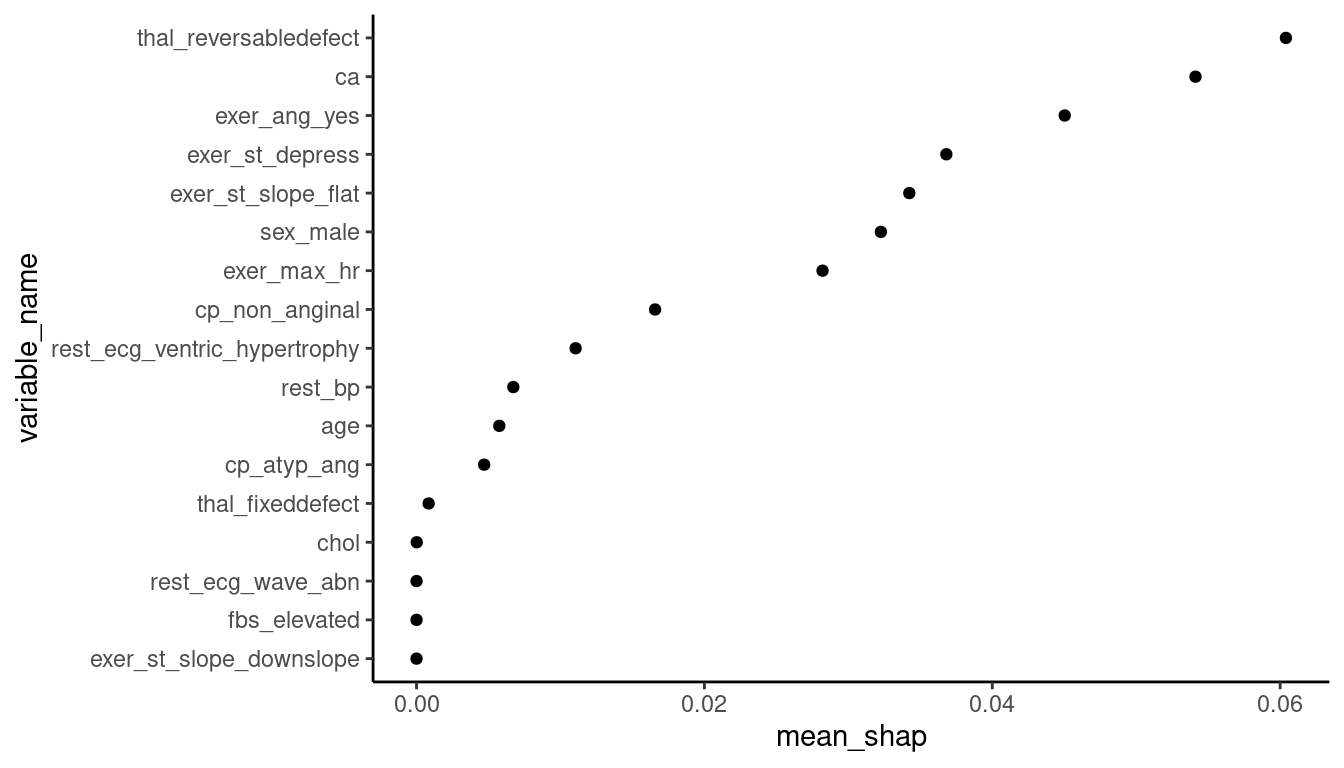 thal_reversabledefect
ca
exer_ang_yes
exer_st_depress
exer_st_slope_flat
sex_male
exer_max_hr
cp_non_anginal
rest_ecg_ventric_hypertrophy
rest_bp
age
cp_atyp_ang
thal_fixeddefect
chol
rest_ecg_wave_abn
fbs_elevated
exer_st_slope_downslope
variable_name
0.00 0.02 0.04 0.06
mean_shap